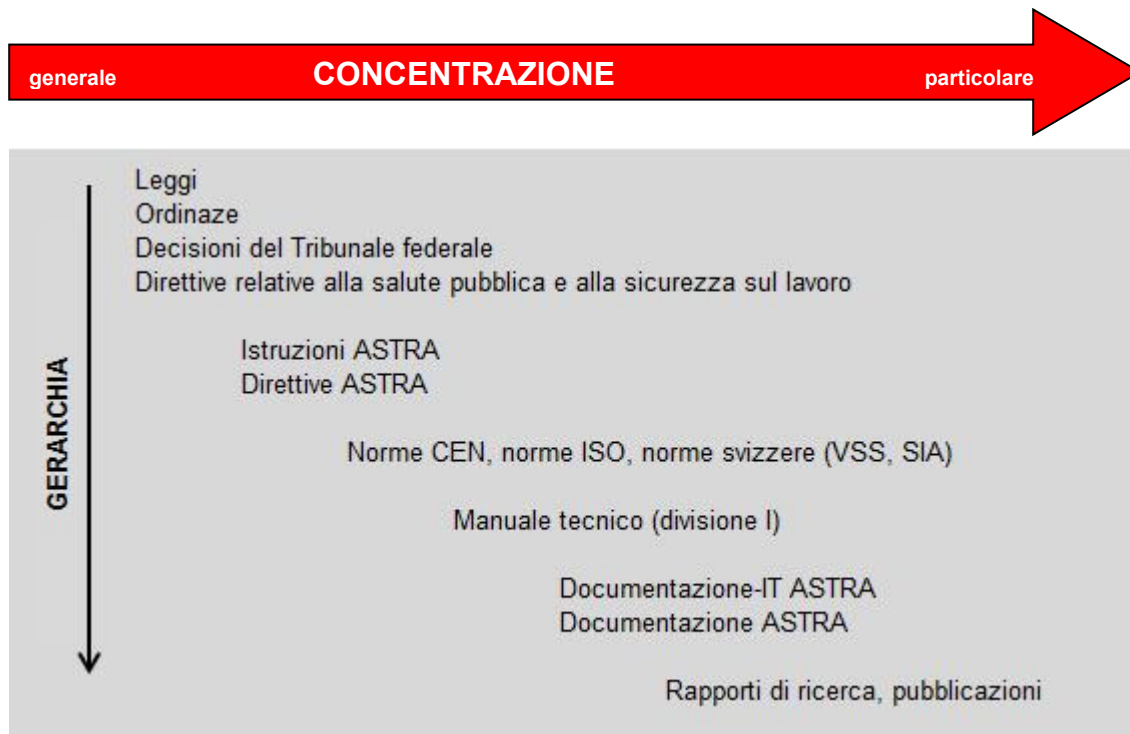 generale CONCENTRAZIONE particolare
Leggi
Ordinaze
Decisioni del Tribunale federale
Direttive relative alla salute pubblica e alla sicurezza sul lavoro
GERARCHIA
Istruzioni ASTRA
Direttive ASTRA
Norme CEN, norme ISO, norme svizzere (VSS, SIA)
Manuale tecnico (divisione I)
Documentazione-IT ASTRA
Documentazione ASTRA
Rapporti di ricerca, pubblicazioni